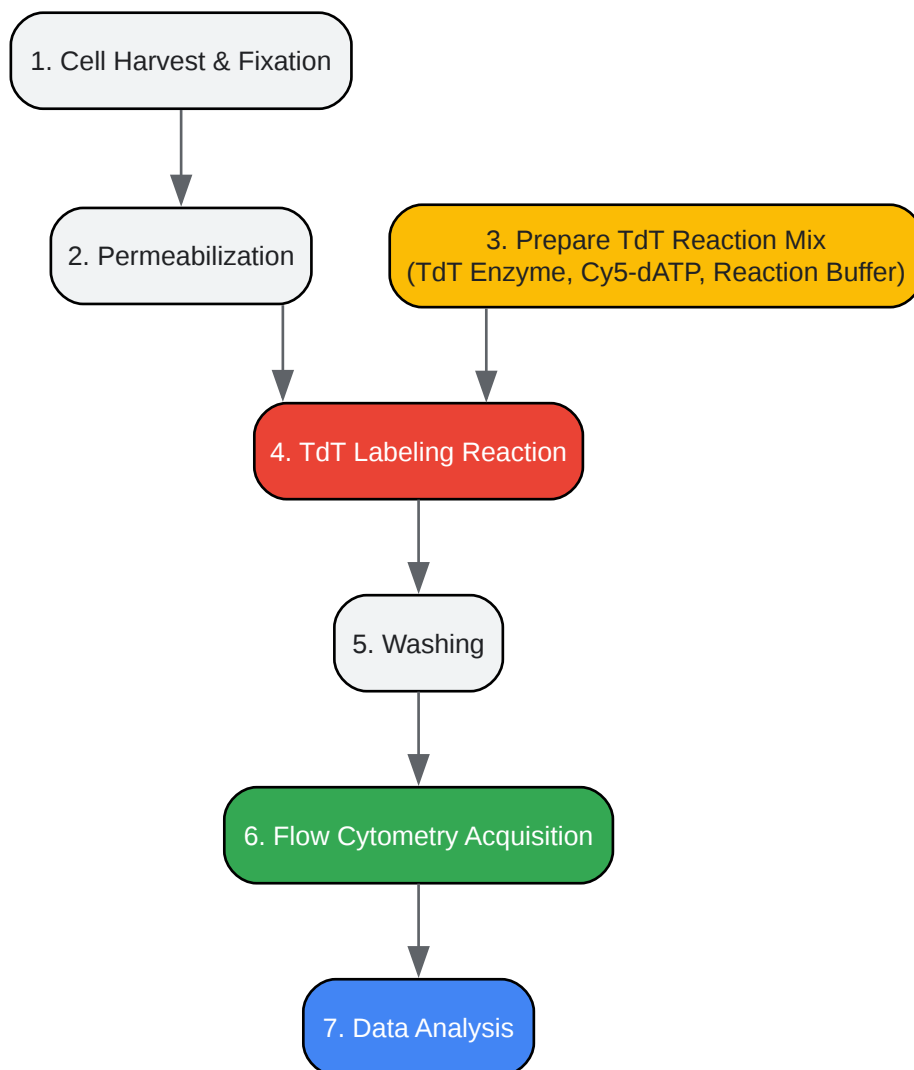 1. Cell Harvest & Fixation
2. Permeabilization
3. Prepare TdT Reaction Mix
(TdT Enzyme, Cy5-dATP, Reaction Buffer)
4. TdT Labeling Reaction
5. Washing
6. Flow Cytometry Acquisition
7. Data Analysis